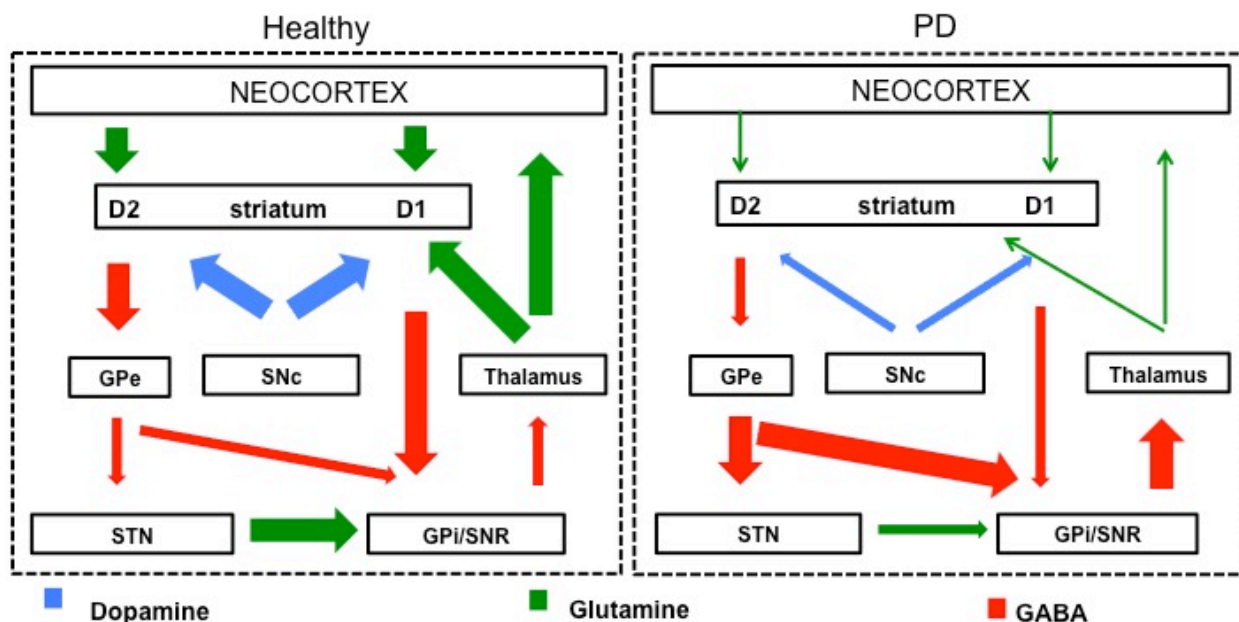 Healthy
NEOCORTEX
D2 striatum D1
GPe SNc Thalamus
STN GPi/SNR
PD
NEOCORTEX
D2 striatum D1
GPe SNc Thalamus
STN GPi/SNR
Dopamine Glutamine GABA